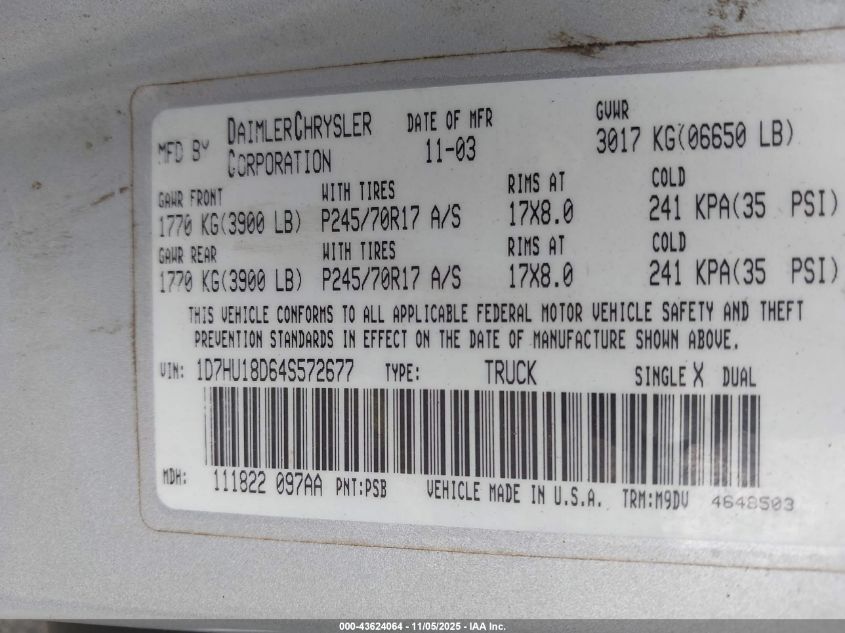 MFD BY DAIMLERCHRYSLER CORPORATION DATE OF MFR 11-03 GVWR 3017 KG(06650 LB)
GAWR FRONT WITH TIRES RIMS AT COLD
1770 KG(3900 LB) P245/70R17 A/S 17X8.0 241 KPA(35 PSI)
GAWR REAR WITH TIRES RIMS AT COLD
1770 KG(3900 LB) P245/70R17 A/S 17X8.0 241 KPA(35 PSI)
THIS VEHICLE CONFORMS TO ALL APPLICABLE FEDERAL MOTOR VEHICLE SAFETY AND THEFT
PREVENTION STANDARDS IN EFFECT ON THE DATE OF MANUFACTURE SHOWN ABOVE.
VIN: 1D7HU18D64S572677 TYPE: TRUCK SINGLE X DUAL
MDH: 111822 097AA PNT:PSB VEHICLE MADE IN U.S.A. TRM:M9DV 4648503
000-43624064 - 11/05/2025 - IAA Inc.